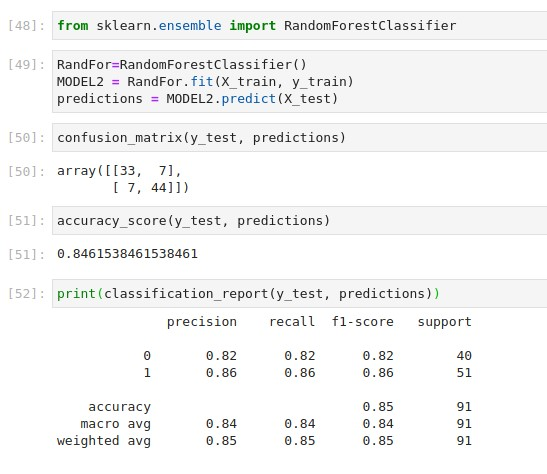 [48]: from sklearn.ensemble import RandomForestClassifier
[49]: RandFor=RandomForestClassifier()
MODEL2 = RandFor.fit(X_train, y_train)
predictions = MODEL2.predict(X_test)
[50]: confusion_matrix(y_test, predictions)
[50]: array([[33,  7],
       [ 7, 44]])
[51]: accuracy_score(y_test, predictions)
[51]: 0.8461538461538461
[52]: print(classification_report(y_test, predictions))
              precision    recall  f1-score   support
           0       0.82      0.82      0.82        40
           1       0.86      0.86      0.86        51
    accuracy                           0.85        91
   macro avg       0.84      0.84      0.84        91
weighted avg       0.85      0.85      0.85        91